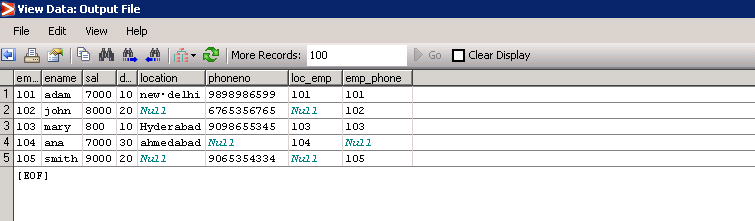 View Data: Output File
File Edit View Help
More Records: 100 Go Clear Display
em... ename sal d... location phoneno loc_emp emp_phone
1 101 adam 7000 10 new·delhi 9898986599 101 101
2 102 john 8000 20 Null 6765356765 Null 102
3 103 mary 800 10 Hyderabad 9098655345 103 103
4 104 ana 7000 30 ahmedabad Null 104 Null
5 105 smith 9000 20 Null 9065354334 Null 105
[EOF]